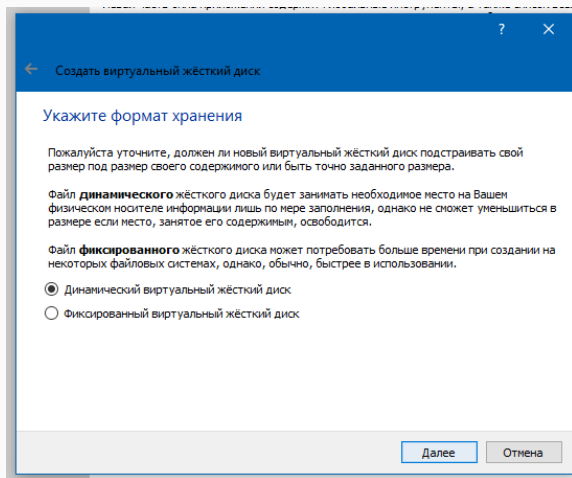 ?
Создать виртуальный жёсткий диск
Укажите формат хранения
Пожалуйста уточните, должен ли новый виртуальный жёсткий диск подстраивать свой
размер под размер своего содержимого или быть точно заданного размера.
Файл динамического жёсткого диска будет занимать необходимое место на Вашем
физическом носителе информации лишь по мере заполнения, однако не сможет уменьшиться в
размере если место, занятое его содержимым, освободится.
Файл фиксированного жёсткого диска может потребовать больше времени при создании на
некоторых файловых системах, однако, обычно, быстрее в использовании.
Динамический виртуальный жёсткий диск
Фиксированный виртуальный жёсткий диск
Далее
Отмена